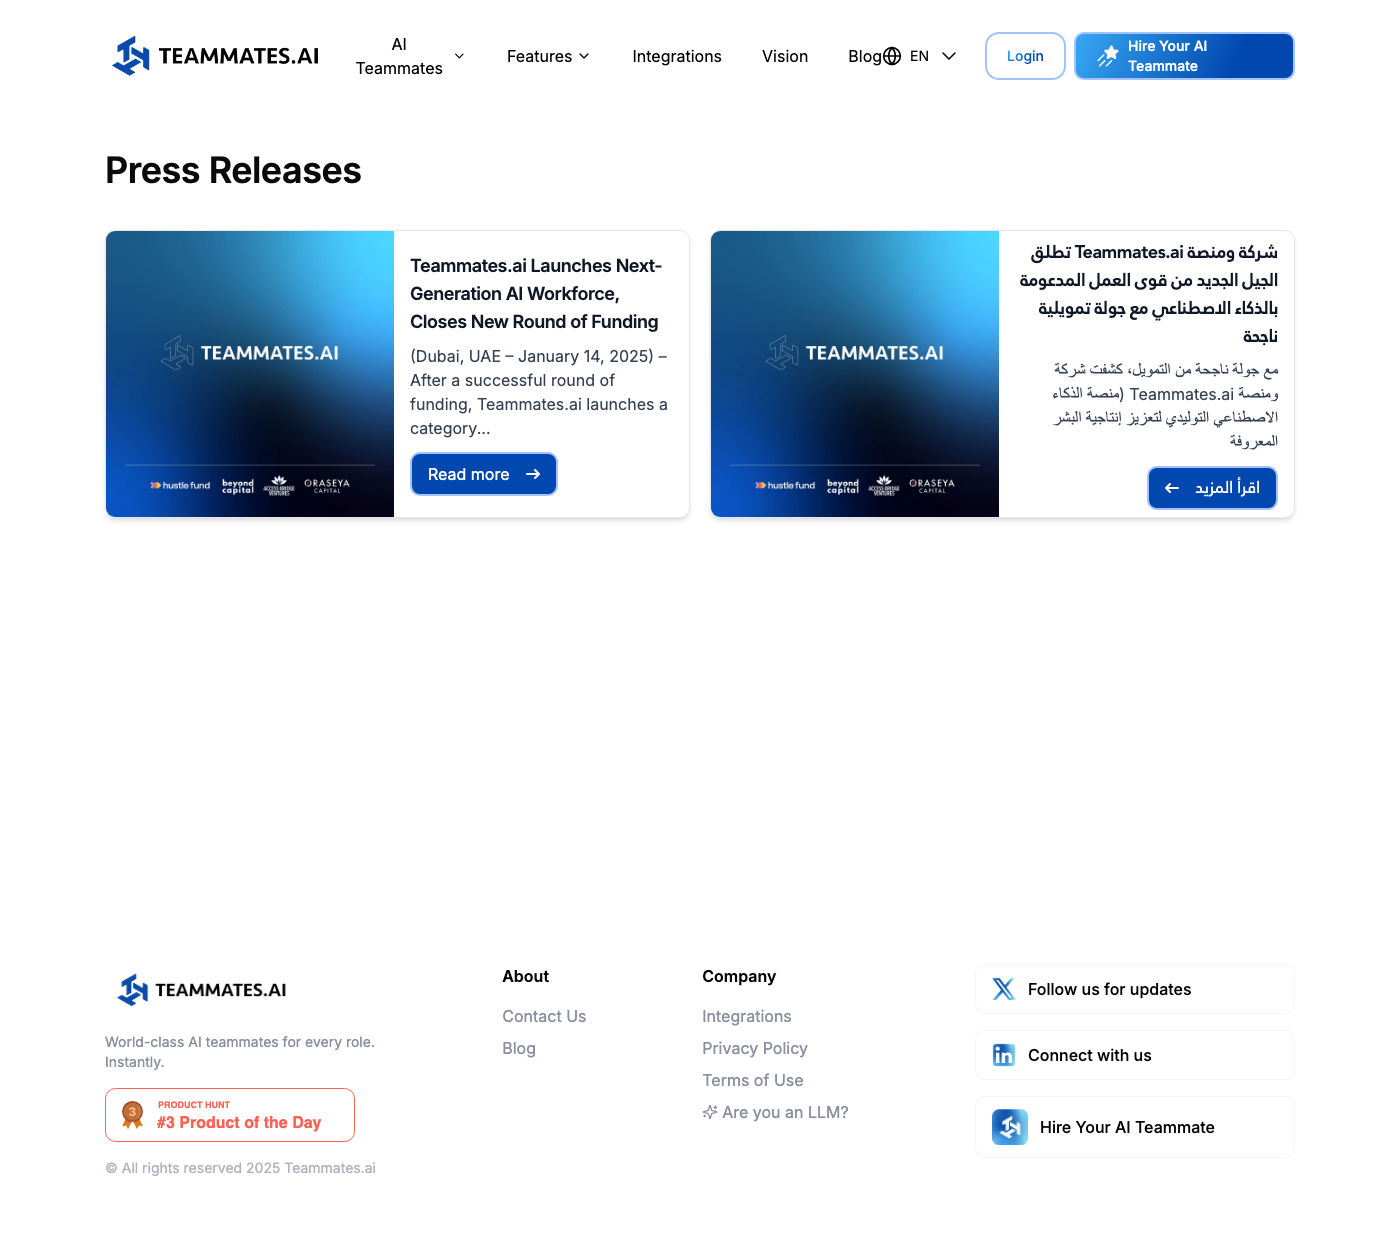 TEAMMATES.AI
AI
Teammates
Features
Integrations
Vision
Blog
EN
Login
Hire Your AI
Teammate
Press Releases
TEAMMATES.AI
hustle fund
beyond
capital
ACCESS BRIDGE
VENTURES
ORASEYA
CAPITAL
Teammates.ai Launches Next-
Generation AI Workforce,
Closes New Round of Funding
(Dubai, UAE – January 14, 2025) –
After a successful round of
funding, Teammates.ai launches a
category...
Read more
TEAMMATES.AI
hustle fund
beyond
capital
ACCESS BRIDGE
VENTURES
ORASEYA
CAPITAL
شركة ومنصة Teammates.ai تطلق
الجيل الجديد من قوى العمل المدعومة
بالذكاء الاصطناعي مع جولة تمويلية
ناجحة
مع جولة ناجحة من التمويل، كشفت شركة
ومنصة Teammates.ai (منصة الذكاء
الاصطناعي التوليدي لتعزيز إنتاجية البشر
المعروفة
اقرأ المزيد
TEAMMATES.AI
World-class AI teammates for every role.
Instantly.
3
PRODUCT HUNT
#3 Product of the Day
© All rights reserved 2025 Teammates.ai
About
Contact Us
Blog
Company
Integrations
Privacy Policy
Terms of Use
Are you an LLM?
Follow us for updates
Connect with us
Hire Your AI Teammate